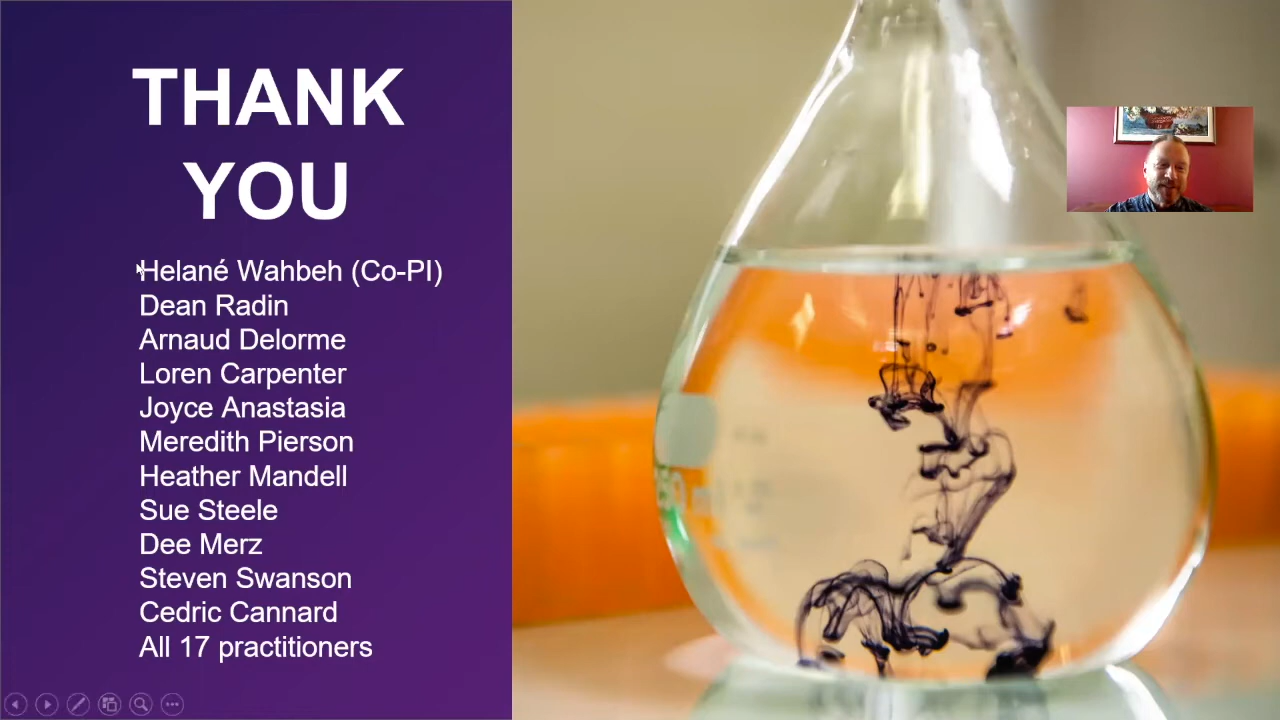 THANK
YOU
Helané Wahbeh (Co-PI)
Dean Radin
Arnaud Delorme
Loren Carpenter
Joyce Anastasia
Meredith Pierson
Heather Mandell
Sue Steele
Dee Merz
Steven Swanson
Cedric Cannard
All 17 practitioners